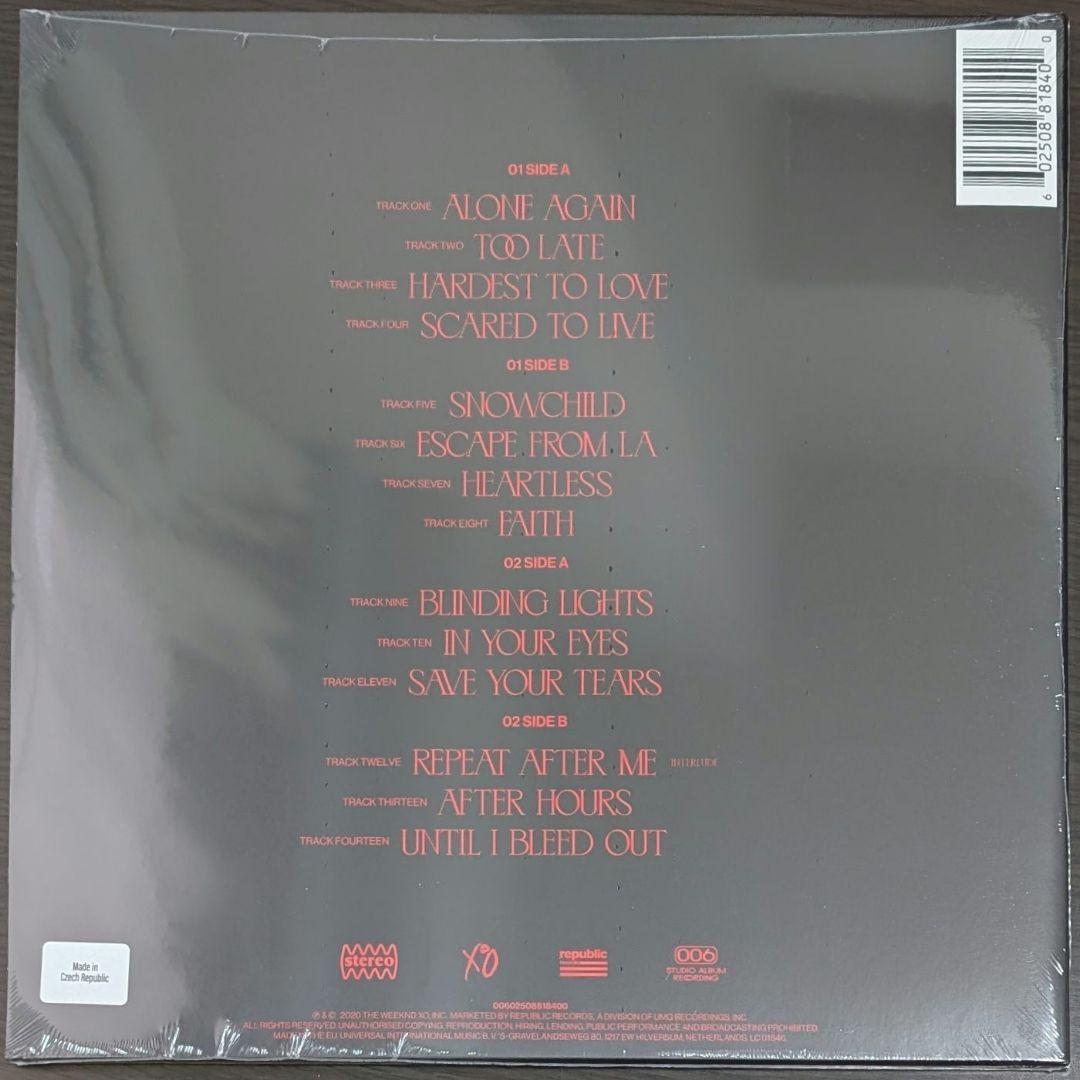 6 02508 81840 0
01 SIDE A
TRACK ONE ALONE AGAIN
TRACK TWO TOO LATE
TRACK THREE HARDEST TO LOVE
TRACK FOUR SCARED TO LIVE
01 SIDE B
TRACK FIVE SNOWCHILD
TRACK SIX ESCAPE FROM LA
TRACK SEVEN HEARTLESS
TRACK EIGHT FAITH
02 SIDE A
TRACK NINE BLINDING LIGHTS
TRACK TEN IN YOUR EYES
TRACK ELEVEN SAVE YOUR TEARS
02 SIDE B
TRACK TWELVE REPEAT AFTER ME INTERLUDE
TRACK THIRTEEN AFTER HOURS
TRACK FOURTEEN UNTIL I BLEED OUT
Made in
Czech Republic
stereo
XO
republic
006
STUDIO ALBUM
RECORDING
00602508818400
℗ & © 2020 THE WEEKND XO, INC. MARKETED BY REPUBLIC RECORDS, A DIVISION OF UMG RECORDINGS, INC.
ALL RIGHTS RESERVED. UNAUTHORISED COPYING, REPRODUCTION, HIRING, LENDING, PUBLIC PERFORMANCE AND BROADCASTING PROHIBITED.
MADE IN THE EU. UNIVERSAL INTERNATIONAL MUSIC B.V. 'S-GRAVELANDSEWEG 80, 1217 EW HILVERSUM, NETHERLANDS. LC 01846.